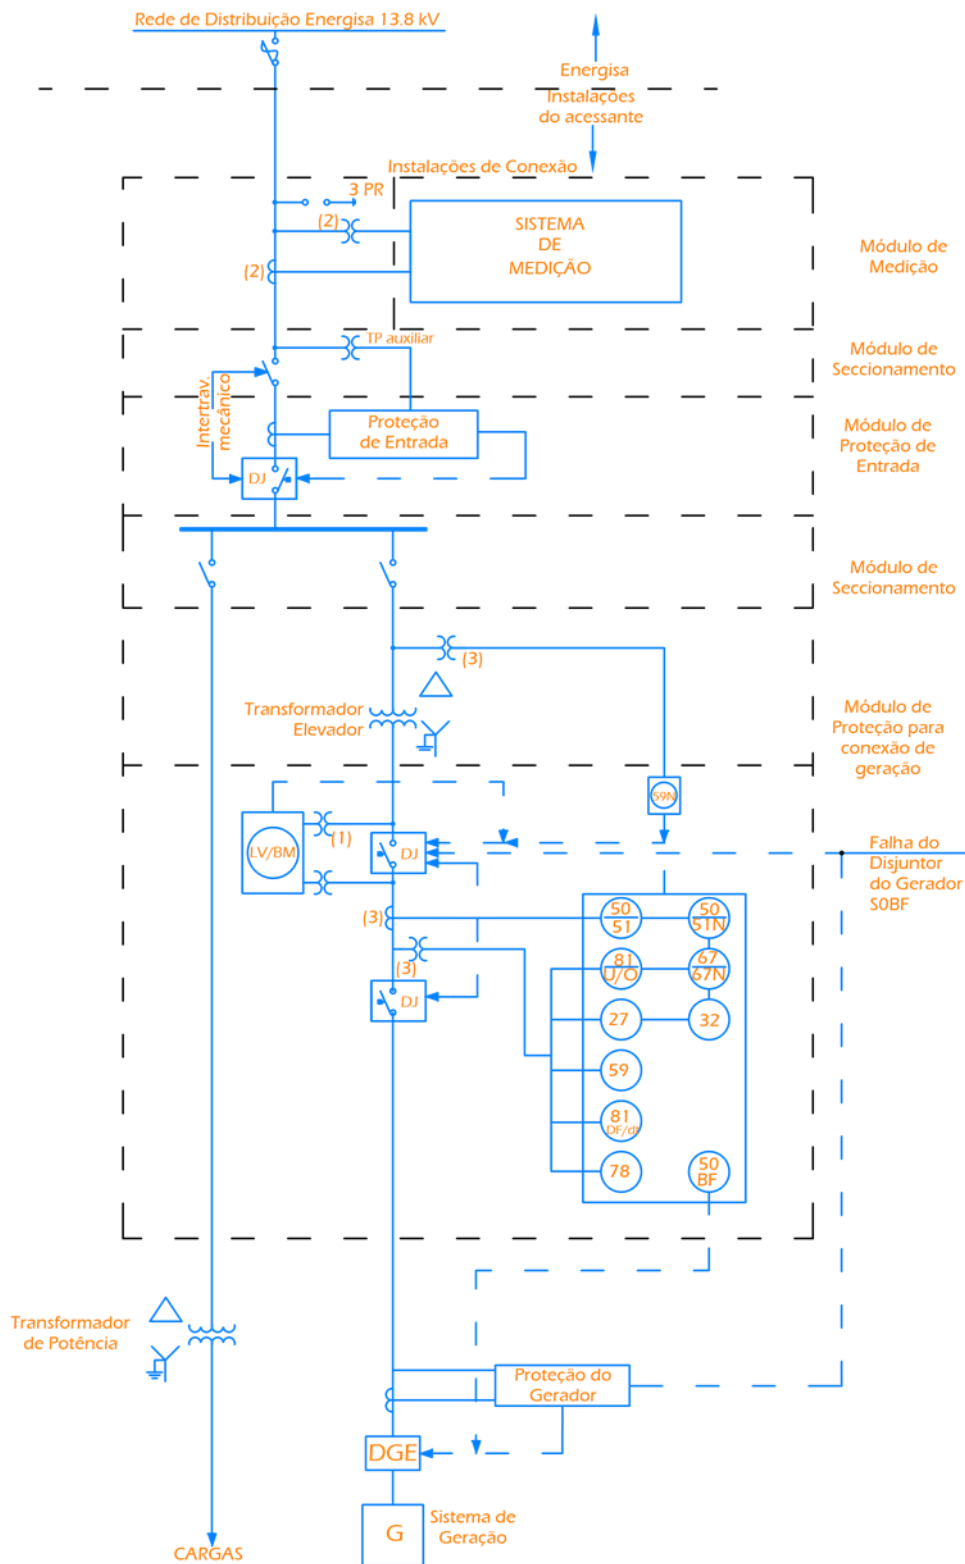 Rede de Distribuição Energisa 13.8 kV
Energisa
Instalações
do acessante
Instalações de Conexão
3 PR
(2)
(2)
SISTEMA
DE
MEDIÇÃO
Módulo de
Medição
TP auxiliar
Módulo de
Seccionamento
Intertrav.
mecânico
Proteção
de Entrada
DJ
Módulo de
Proteção de
Entrada
Módulo de
Seccionamento
(3)
Transformador
Elevador
Módulo de
Proteção para
conexão de
geração
59N
LV/BM
(1)
DJ
Falha do
Disjuntor
do Gerador
S0BF
(3)
50
51
50
51N
(3)
81
U/O
67
67N
DJ
27
32
59
81
DF/dt
78
50
BF
Transformador
de Potência
Proteção do
Gerador
DGE
G
Sistema de
Geração
CARGAS